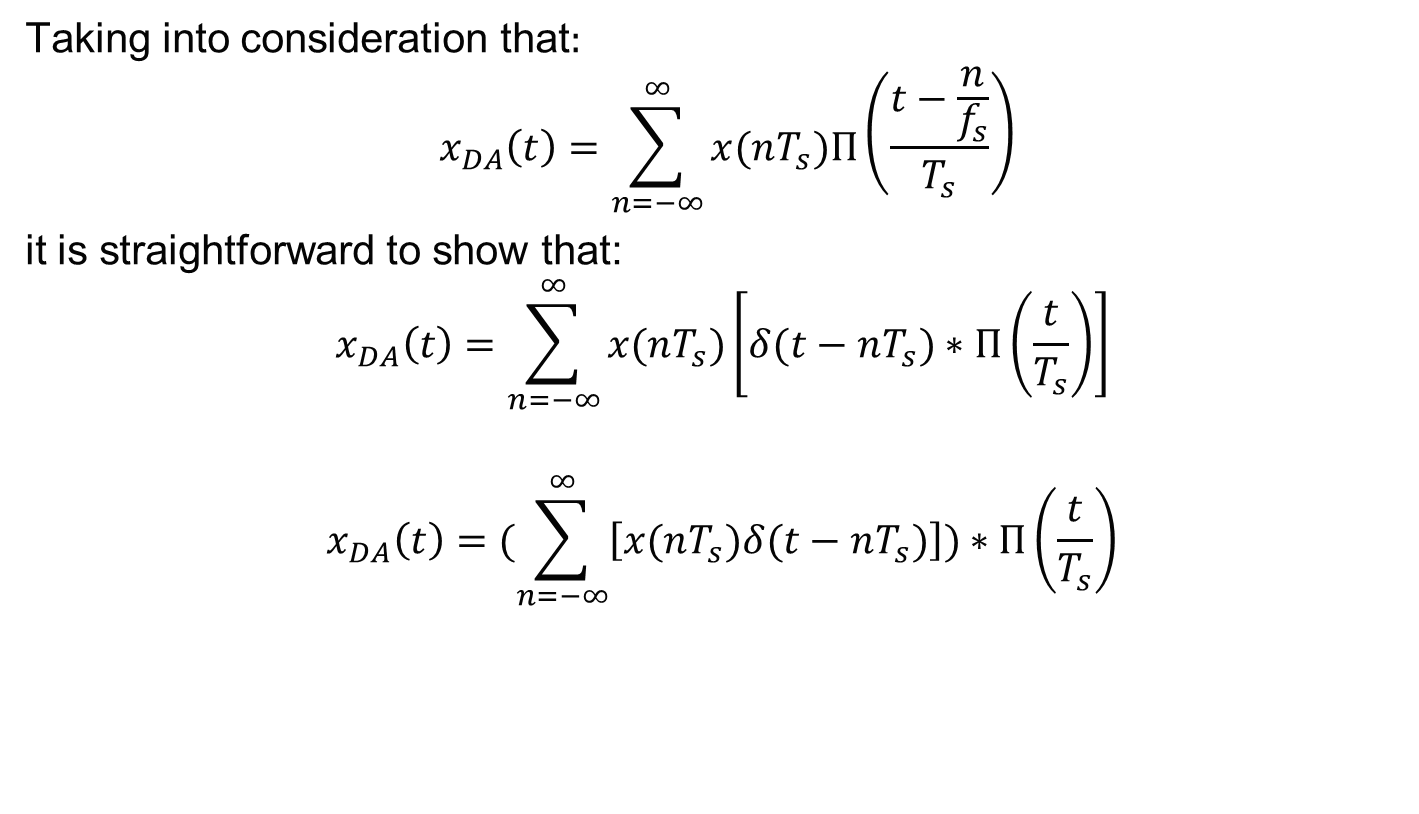 Taking into consideration that:
x_{DA}(t) = \sum_{n=-\infty}^{\infty} x(nT_s)\Pi\left(\frac{t - \frac{n}{f_s}}{T_s}\right)
it is straightforward to show that:
x_{DA}(t) = \sum_{n=-\infty}^{\infty} x(nT_s)\left[\delta(t - nT_s) * \Pi\left(\frac{t}{T_s}\right)\right]
x_{DA}(t) = (\sum_{n=-\infty}^{\infty} [x(nT_s)\delta(t - nT_s)]) * \Pi\left(\frac{t}{T_s}\right)